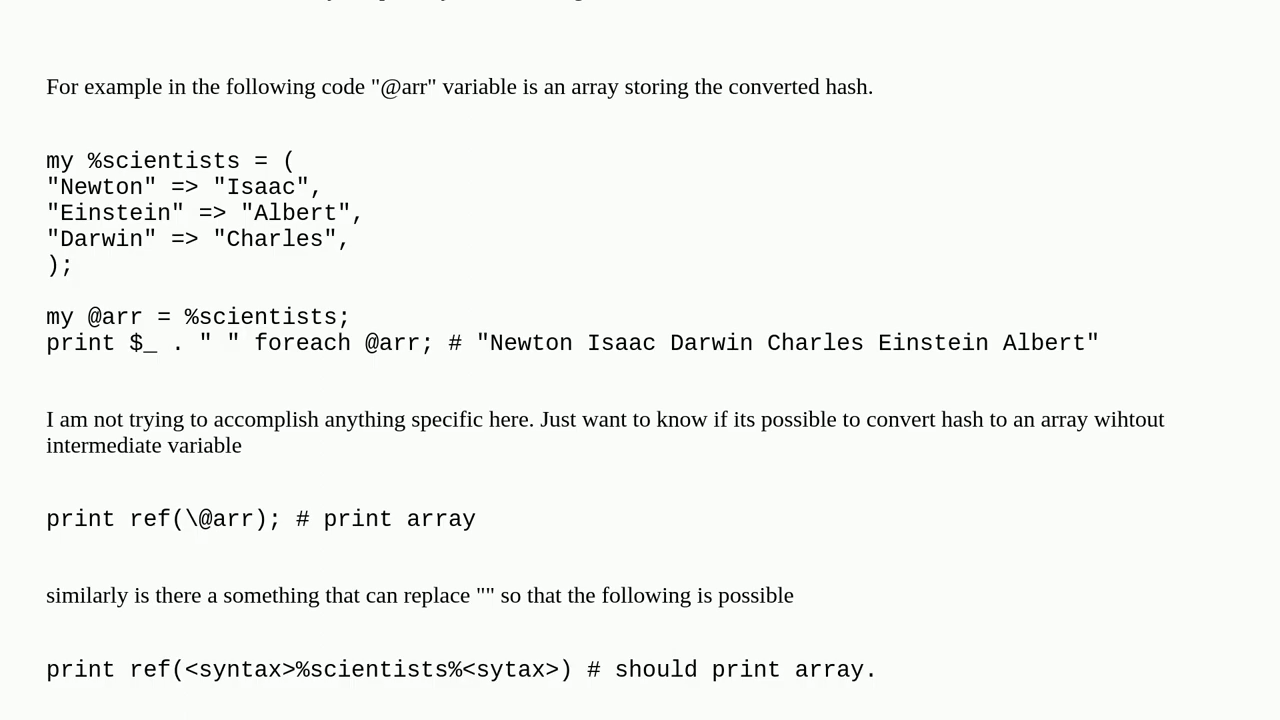 For example in the following code "@arr" variable is an array storing the converted hash.
my %scientists = (
"Newton" => "Isaac",
"Einstein" => "Albert",
"Darwin" => "Charles",
);
my @arr = %scientists;
print $_ . " " foreach @arr; # "Newton Isaac Darwin Charles Einstein Albert"
I am not trying to accomplish anything specific here. Just want to know if its possible to convert hash to an array wihtout
intermediate variable
print ref(\@arr); # print array
similarly is there a something that can replace "" so that the following is possible
print ref(<syntax>%scientists%<sytax>) # should print array.